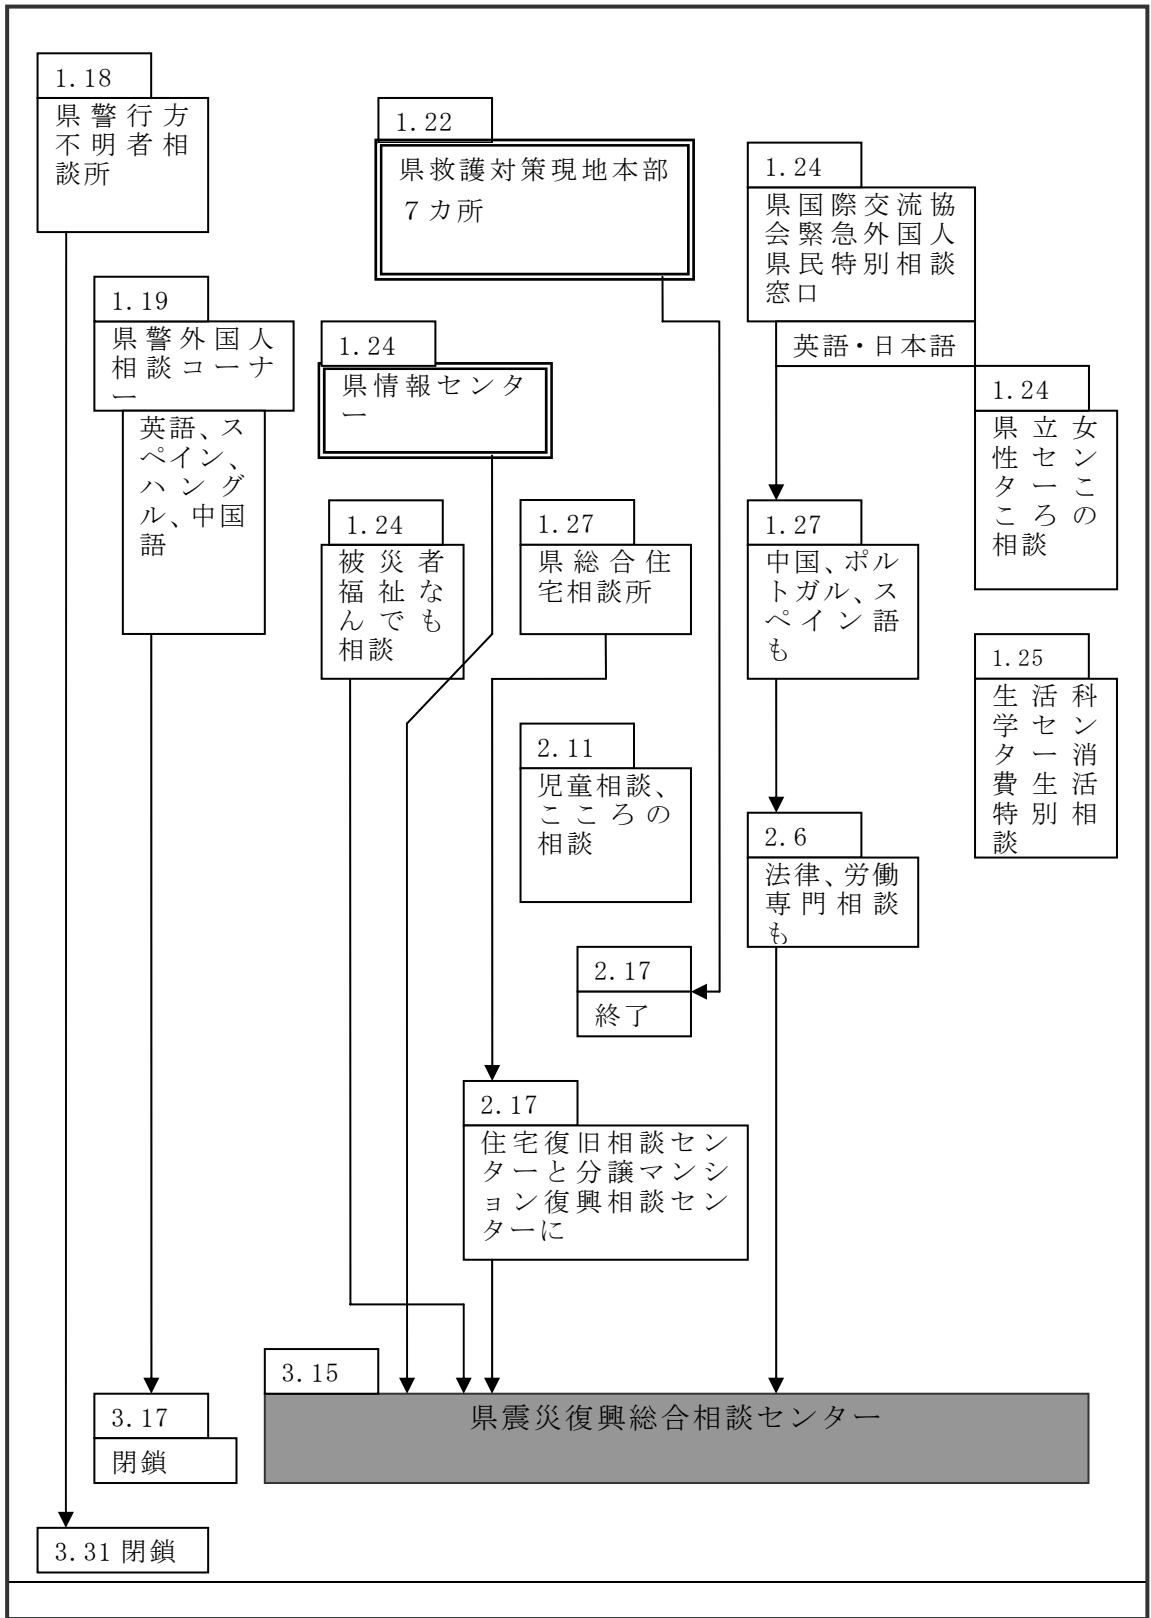 1.18
県警行方
不明者相
談所
1.22
県救護対策現地本部
７カ所
1.24
県国際交流協
会緊急外国人
県民特別相談
窓口
英語・日本語
1.19
県警外国人
相談コーナ
ー
英語、ス
ペイン、
ハング
ル、中国
語
1.24
県情報センタ
ー
1.24
県立女
性セン
ターこ
ころの
相談
1.24
被災者
福祉な
んでも
相談
1.27
県総合住
宅相談所
1.27
中国、ポル
トガル、ス
ペイン語
も
1.25
生活科
学セン
ター消
費生活
特別相
談
2.11
児童相談、
こころの
相談
2.6
法律、労働
専門相談
も
2.17
終了
2.17
住宅復旧相談セン
ターと分譲マンシ
ョン復興相談セン
ターに
3.15
県震災復興総合相談センター
3.17
閉鎖
3.31 閉鎖